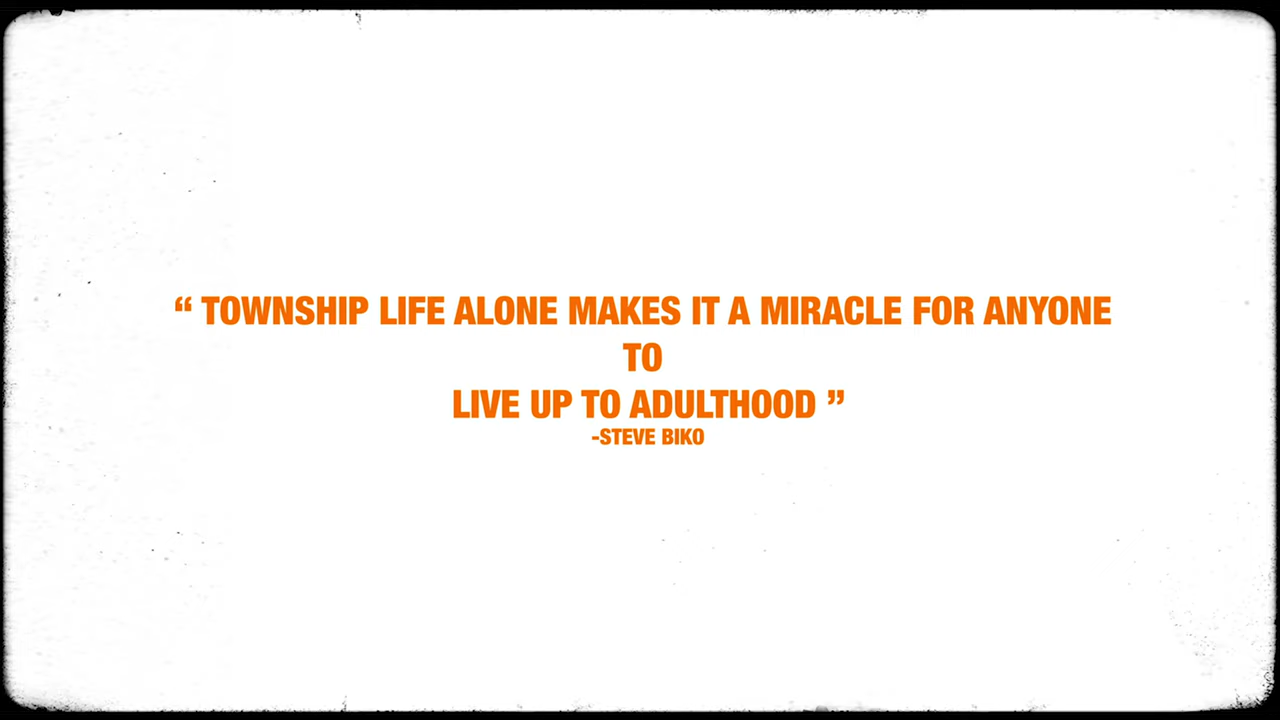 “ TOWNSHIP LIFE ALONE MAKES IT A MIRACLE FOR ANYONE
TO
LIVE UP TO ADULTHOOD ”
-STEVE BIKO